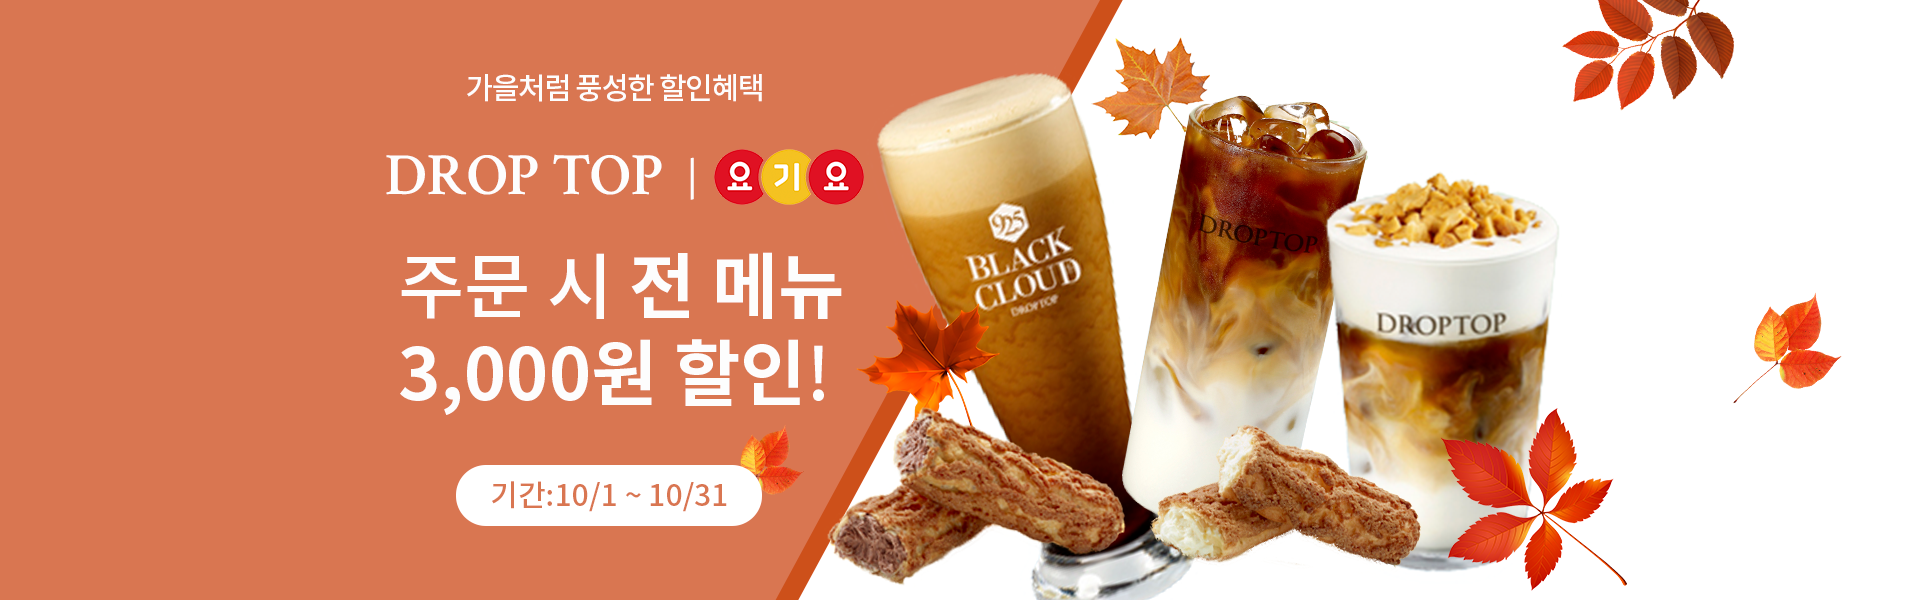 가을처럼 풍성한 할인혜택
DROP TOP | 요기요
주문 시 전 메뉴
3,000원 할인!
기간:10/1 ~ 10/31
925
BLACK
CLOUD
DROPTOP
DROPTOP
DROPTOP